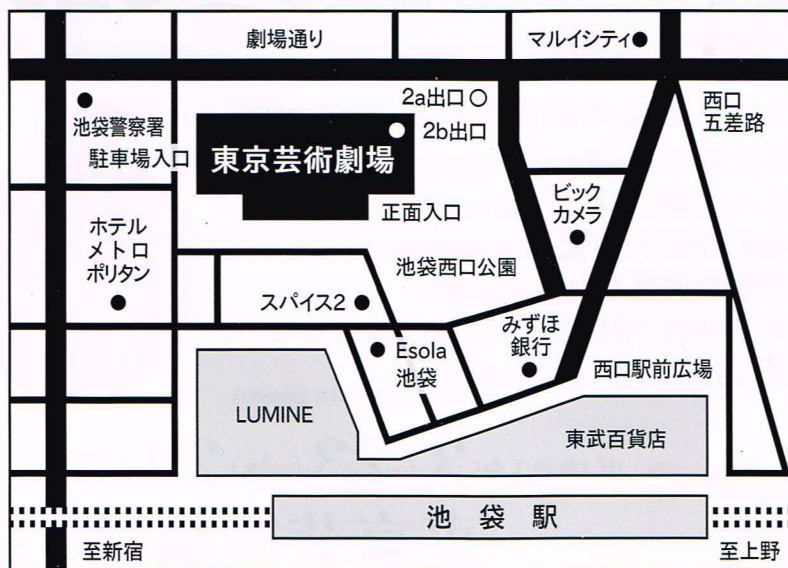 劇場通り
マルイシティ
2a出口
2b出口
西口
五差路
池袋警察署
駐車場入口
東京芸術劇場
正面入口
ビック
カメラ
ホテル
メトロ
ポリタン
池袋西口公園
スパイス2
みずほ
銀行
Esola
池袋
西口駅前広場
LUMINE
東武百貨店
池袋駅
至新宿
至上野